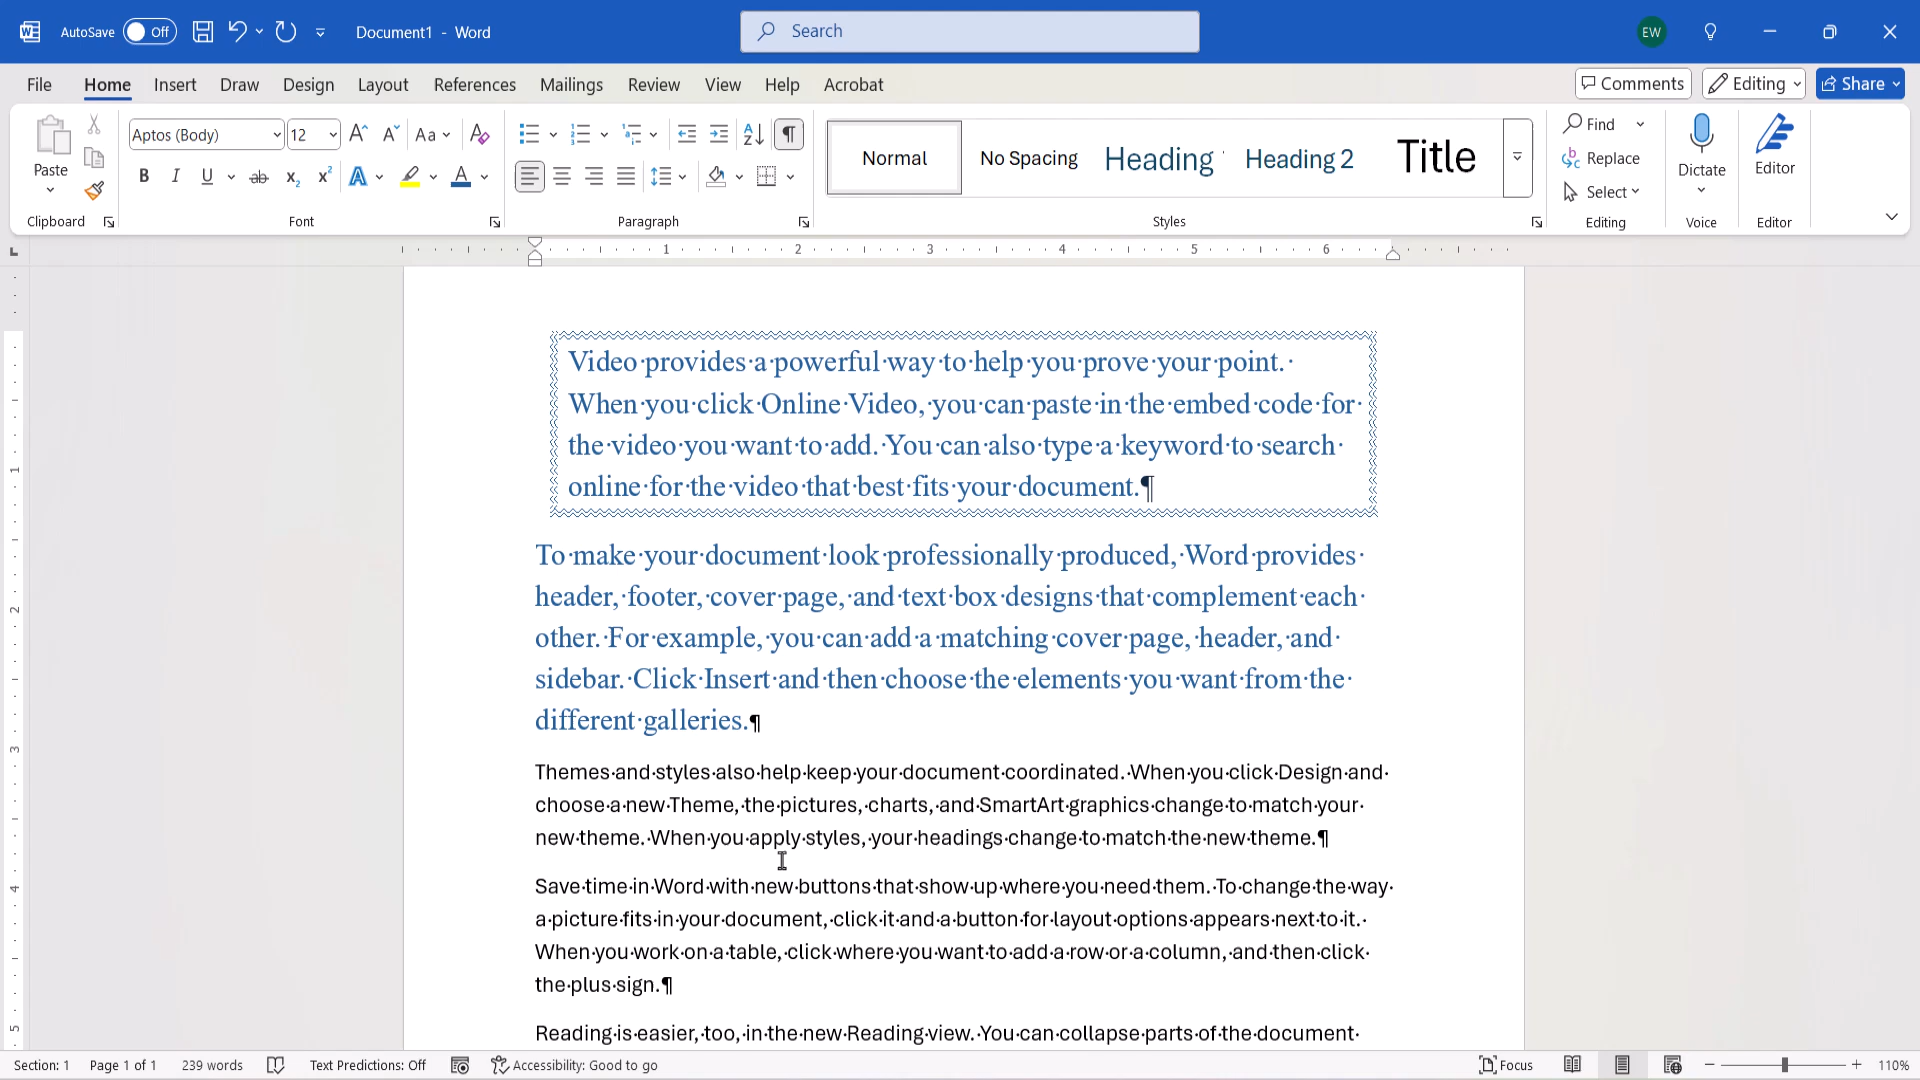 AutoSave Off Document1 - Word Search EW
File Home Insert Draw Design Layout References Mailings Review View Help Acrobat Comments Editing Share
Paste Aptos (Body) 12 Aa Normal No Spacing Heading Heading 2 Title Find Replace Select Dictate Editor
Clipboard Font Paragraph Styles Editing Voice Editor
1 2 3 4 5 6
Video·provides·a·powerful·way·to·help·you·prove·your·point.·
When·you·click·Online·Video,·you·can·paste·in·the·embed·code·for·
the·video·you·want·to·add.·You·can·also·type·a·keyword·to·search·
online·for·the·video·that·best·fits·your·document.¶
To·make·your·document·look·professionally·produced,·Word·provides·
header,·footer,·cover·page,·and·text·box·designs·that·complement·each·
other.·For·example,·you·can·add·a·matching·cover·page,·header,·and·
sidebar.·Click·Insert·and·then·choose·the·elements·you·want·from·the·
different·galleries.¶
Themes·and·styles·also·help·keep·your·document·coordinated.·When·you·click·Design·and·
choose·a·new·Theme,·the·pictures,·charts,·and·SmartArt·graphics·change·to·match·your·
new·theme.·When·you·apply·styles,·your·headings·change·to·match·the·new·theme.¶
Save·time·in·Word·with·new·buttons·that·show·up·where·you·need·them.·To·change·the·way·
a·picture·fits·in·your·document,·click·it·and·a·button·for·layout·options·appears·next·to·it.·
When·you·work·on·a·table,·click·where·you·want·to·add·a·row·or·a·column,·and·then·click·
the·plus·sign.¶
Reading·is·easier,·too,·in·the·new·Reading·view.·You·can·collapse·parts·of·the·document·
1
2
3
4
5
Section: 1 Page 1 of 1 239 words Text Predictions: Off Accessibility: Good to go Focus 110%